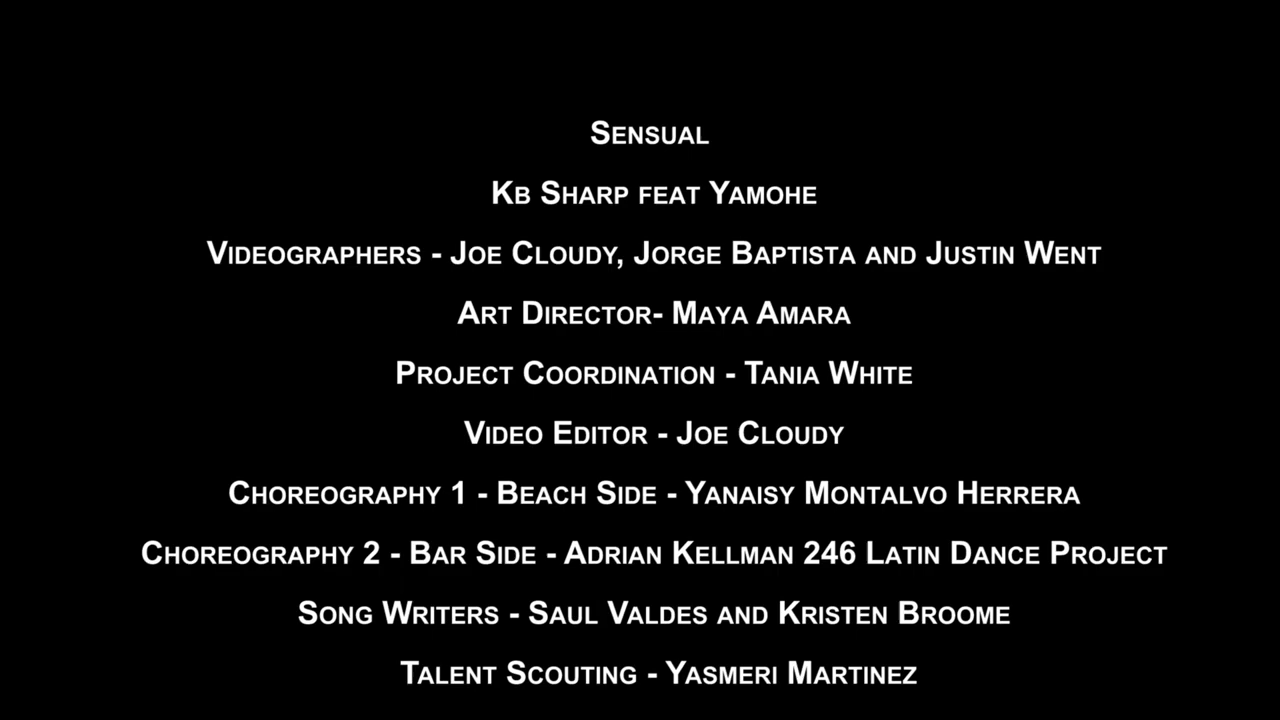 Sensual
Kb Sharp feat Yamohe
Videographers - Joe Cloudy, Jorge Baptista and Justin Went
Art Director- Maya Amara
Project Coordination - Tania White
Video Editor - Joe Cloudy
Choreography 1 - Beach Side - Yanaisy Montalvo Herrera
Choreography 2 - Bar Side - Adrian Kellman 246 Latin Dance Project
Song Writers - Saul Valdes and Kristen Broome
Talent Scouting - Yasmeri Martinez